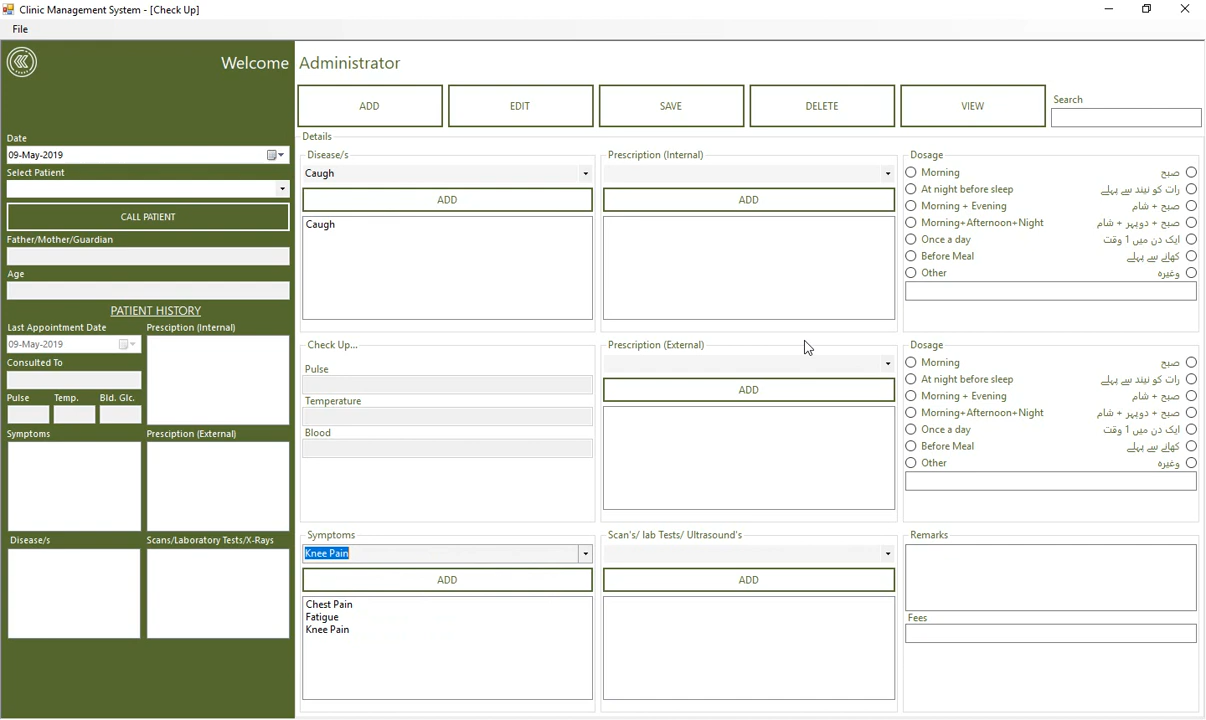 Clinic Management System - [Check Up]
File
Welcome Administrator
ADD
EDIT
SAVE
DELETE
VIEW
Search
Date
09-May-2019
Select Patient
CALL PATIENT
Father/Mother/Guardian
Age
PATIENT HISTORY
Last Appointment Date
09-May-2019
Presciption (Internal)
Consulted To
Pulse
Temp.
Bld. Glc.
Symptoms
Presciption (External)
Disease/s
Scans/Laboratory Tests/X-Rays
Details
Disease/s
Caugh
ADD
Caugh
Prescription (Internal)
ADD
Dosage
Morning صبح
At night before sleep رات کو نیند سے پہلے
Morning + Evening صبح + شام
Morning+Afternoon+Night صبح + دوپہر + شام
Once a day ایک دن میں 1 وقت
Before Meal کھانے سے پہلے
Other وغیرہ
Check Up...
Pulse
Temperature
Blood
Prescription (External)
ADD
Dosage
Morning صبح
At night before sleep رات کو نیند سے پہلے
Morning + Evening صبح + شام
Morning+Afternoon+Night صبح + دوپہر + شام
Once a day ایک دن میں 1 وقت
Before Meal کھانے سے پہلے
Other وغیرہ
Symptoms
Knee Pain
ADD
Chest Pain
Fatigue
Knee Pain
Scan's/ lab Tests/ Ultrasound's
ADD
Remarks
Fees